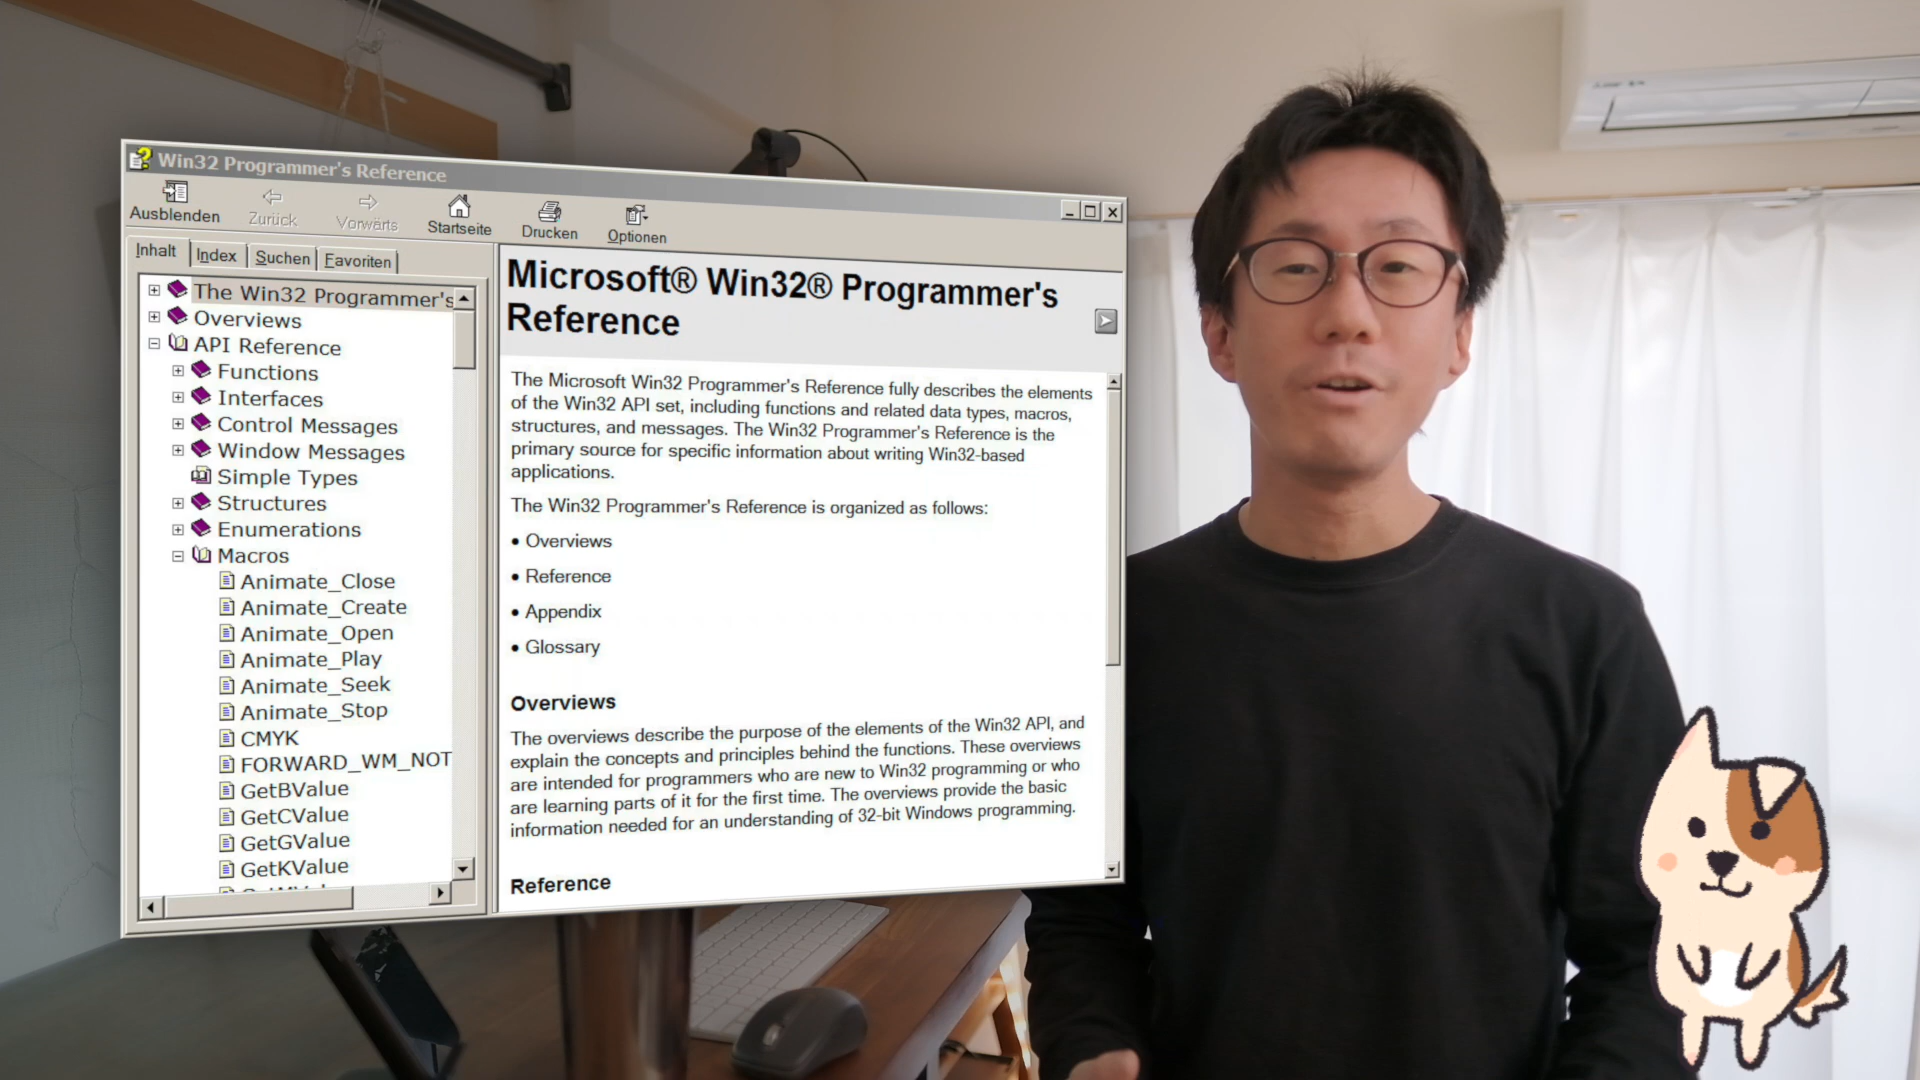 Win32 Programmer's Reference
Ausblenden
Zurück
Vorwärts
Startseite
Drucken
Optionen
Inhalt
Index
Suchen
Favoriten
The Win32 Programmer's
Overviews
API Reference
Functions
Interfaces
Control Messages
Window Messages
Simple Types
Structures
Enumerations
Macros
Animate_Close
Animate_Create
Animate_Open
Animate_Play
Animate_Seek
Animate_Stop
CMYK
FORWARD_WM_NOT
GetBValue
GetCValue
GetGValue
GetKValue
Microsoft® Win32® Programmer's
Reference
The Microsoft Win32 Programmer's Reference fully describes the elements
of the Win32 API set, including functions and related data types, macros,
structures, and messages. The Win32 Programmer's Reference is the
primary source for specific information about writing Win32-based
applications.
The Win32 Programmer's Reference is organized as follows:
• Overviews
• Reference
• Appendix
• Glossary
Overviews
The overviews describe the purpose of the elements of the Win32 API, and
explain the concepts and principles behind the functions. These overviews
are intended for programmers who are new to Win32 programming or who
are learning parts of it for the first time. The overviews provide the basic
information needed for an understanding of 32-bit Windows programming.
Reference